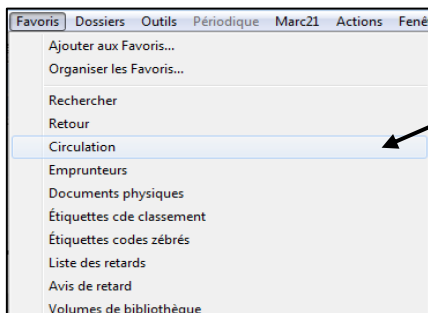 Favoris Dossiers Outils Périodique Marc21 Actions Fenê
Ajouter aux Favoris...
Organiser les Favoris...
Rechercher
Retour
Circulation
Emprunteurs
Documents physiques
Étiquettes cde classement
Étiquettes codes zébrés
Liste des retards
Avis de retard
Volumes de bibliothèque